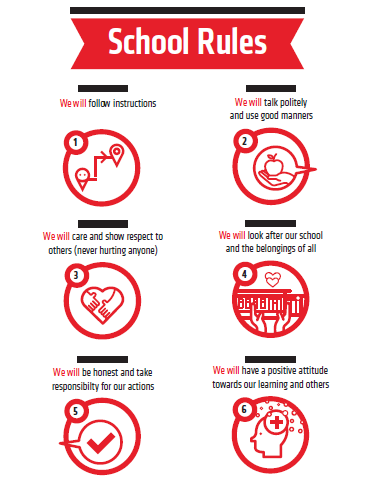 School Rules
We will follow instructions
1
We will talk politely
and use good manners
2
We will care and show respect to
others (never hurting anyone)
3
We will look after our school
and the belongings of all
4
We will be honest and take
responsibilty for our actions
5
We will have a positive attitude
towards our learning and others
6